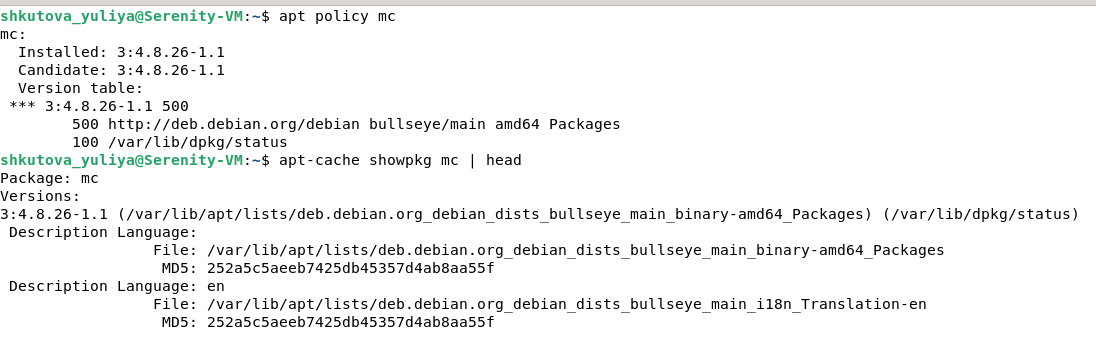 shkutova_yuliya@Serenity-VM:~$ apt policy mc
mc:
  Installed: 3:4.8.26-1.1
  Candidate: 3:4.8.26-1.1
  Version table:
 *** 3:4.8.26-1.1 500
        500 http://deb.debian.org/debian bullseye/main amd64 Packages
        100 /var/lib/dpkg/status
shkutova_yuliya@Serenity-VM:~$ apt-cache showpkg mc | head
Package: mc
Versions:
3:4.8.26-1.1 (/var/lib/apt/lists/deb.debian.org_debian_dists_bullseye_main_binary-amd64_Packages) (/var/lib/dpkg/status)
 Description Language:
                 File: /var/lib/apt/lists/deb.debian.org_debian_dists_bullseye_main_binary-amd64_Packages
                  MD5: 252a5c5aeeb7425db45357d4ab8aa55f
 Description Language: en
                 File: /var/lib/apt/lists/deb.debian.org_debian_dists_bullseye_main_i18n_Translation-en
                  MD5: 252a5c5aeeb7425db45357d4ab8aa55f